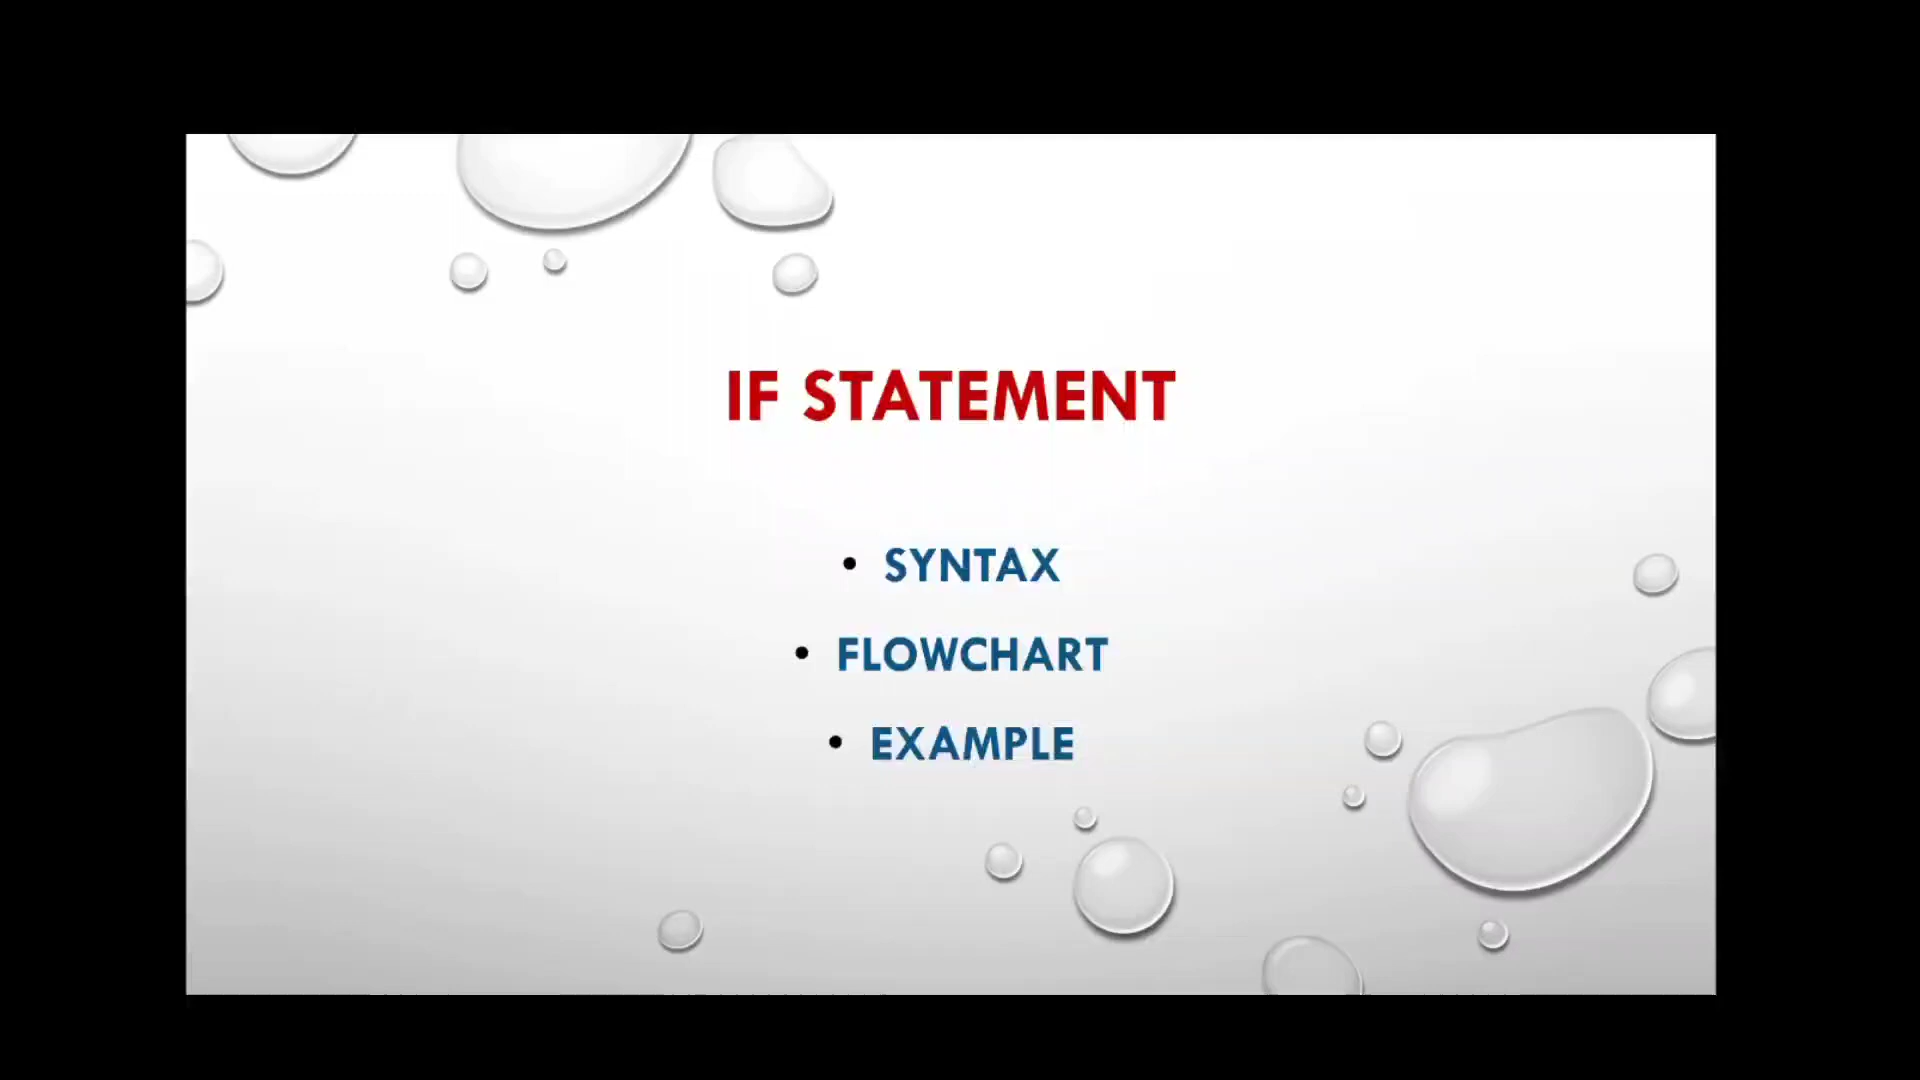 IF STATEMENT
• SYNTAX
• FLOWCHART
• EXAMPLE